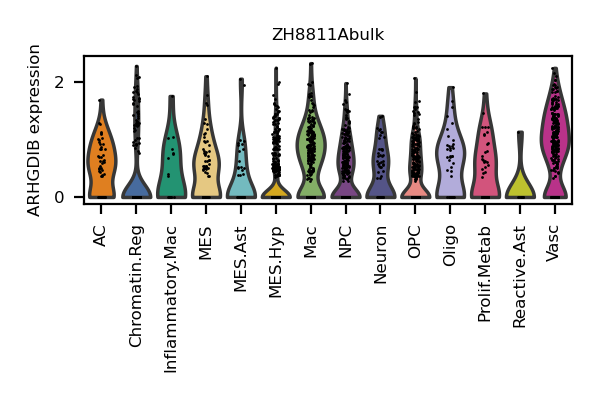 ZH8811Abulk
ARHGDIB expression
2
0
AC
Chromatin.Reg
Inflammatory.Mac
MES
MES.Ast
MES.Hyp
Mac
NPC
Neuron
OPC
Oligo
Prolif.Metab
Reactive.Ast
Vasc